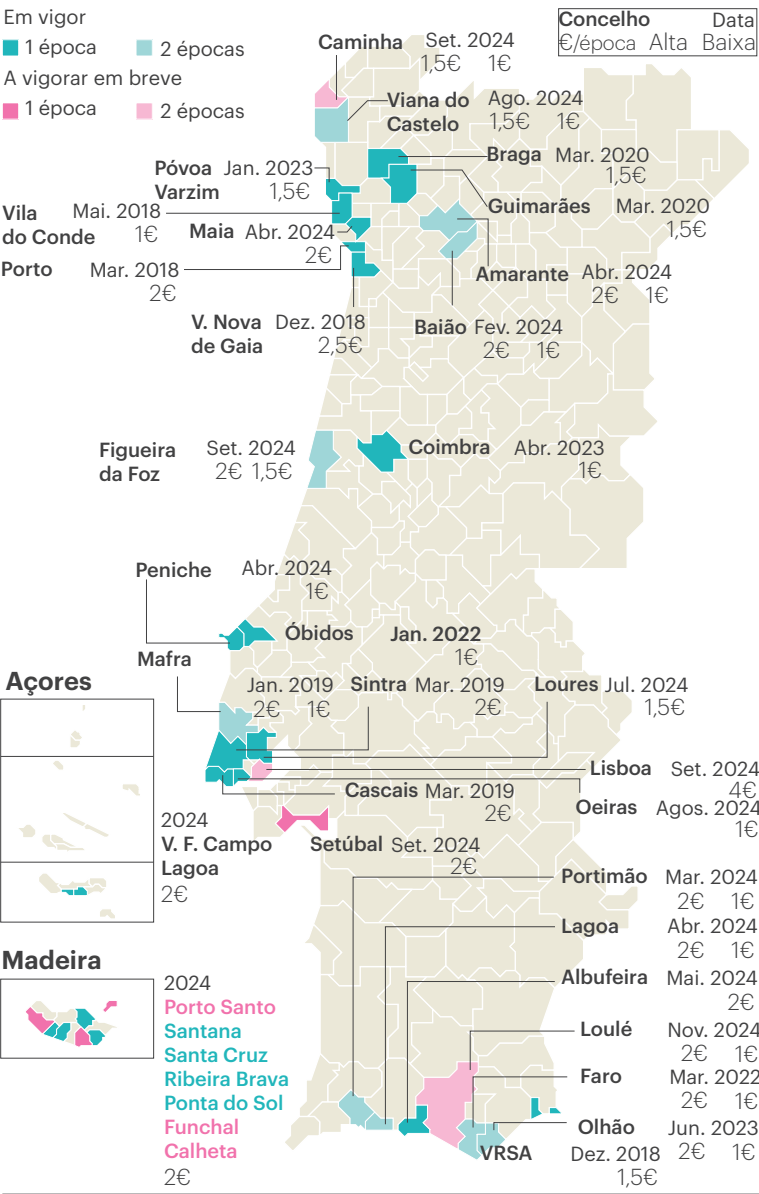 Em vigor
1 época 2 épocas
A vigorar em breve
1 época 2 épocas
Concelho Data
€/época Alta Baixa
Caminha Set. 2024
1,5€ 1€
Viana do Castelo Ago. 2024
1,5€ 1€
Braga Mar. 2020
1,5€
Póvoa Varzim Jan. 2023
1,5€
Guimarães Mar. 2020
1,5€
Vila do Conde Mai. 2018
1€
Maia Abr. 2024
2€
Porto Mar. 2018
2€
Amarante Abr. 2024
2€ 1€
V. Nova de Gaia Dez. 2018
2,5€
Baião Fev. 2024
2€ 1€
Figueira da Foz Set. 2024
2€ 1,5€
Coimbra Abr. 2023
1€
Peniche Abr. 2024
1€
Óbidos Jan. 2022
1€
Mafra
Jan. 2019
2€ 1€
Sintra Mar. 2019
2€
Loures Jul. 2024
1,5€
Lisboa Set. 2024
4€
Cascais Mar. 2019
2€
Oeiras Agos. 2024
1€
Setúbal Set. 2024
2€
Açores
2024
V. F. Campo
Lagoa
2€
Portimão Mar. 2024
2€ 1€
Lagoa Abr. 2024
2€ 1€
Albufeira Mai. 2024
2€
Loulé Nov. 2024
2€ 1€
Faro Mar. 2022
2€ 1€
Olhão Jun. 2023
2€ 1€
VRSA Dez. 2018
1,5€
Madeira
2024
Porto Santo
Santana
Santa Cruz
Ribeira Brava
Ponta do Sol
Funchal
Calheta
2€